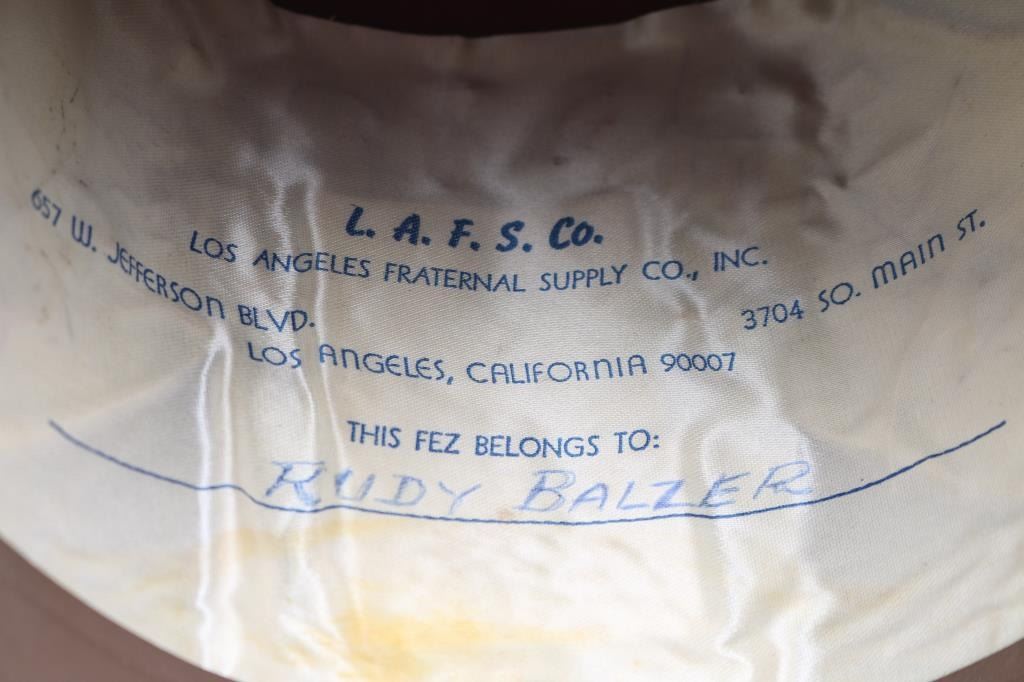 L. A. F. S. Co.
LOS ANGELES FRATERNAL SUPPLY CO., INC.
657 W. JEFFERSON BLVD.
3704 SO. MAIN ST.
LOS ANGELES, CALIFORNIA 90007
THIS FEZ BELONGS TO:
RUDY BALZER